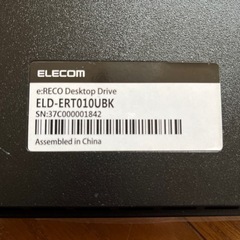 ELECOM
e:RECO Desktop Drive
ELD-ERT010UBK
SN:37C000001842
Assembled in China